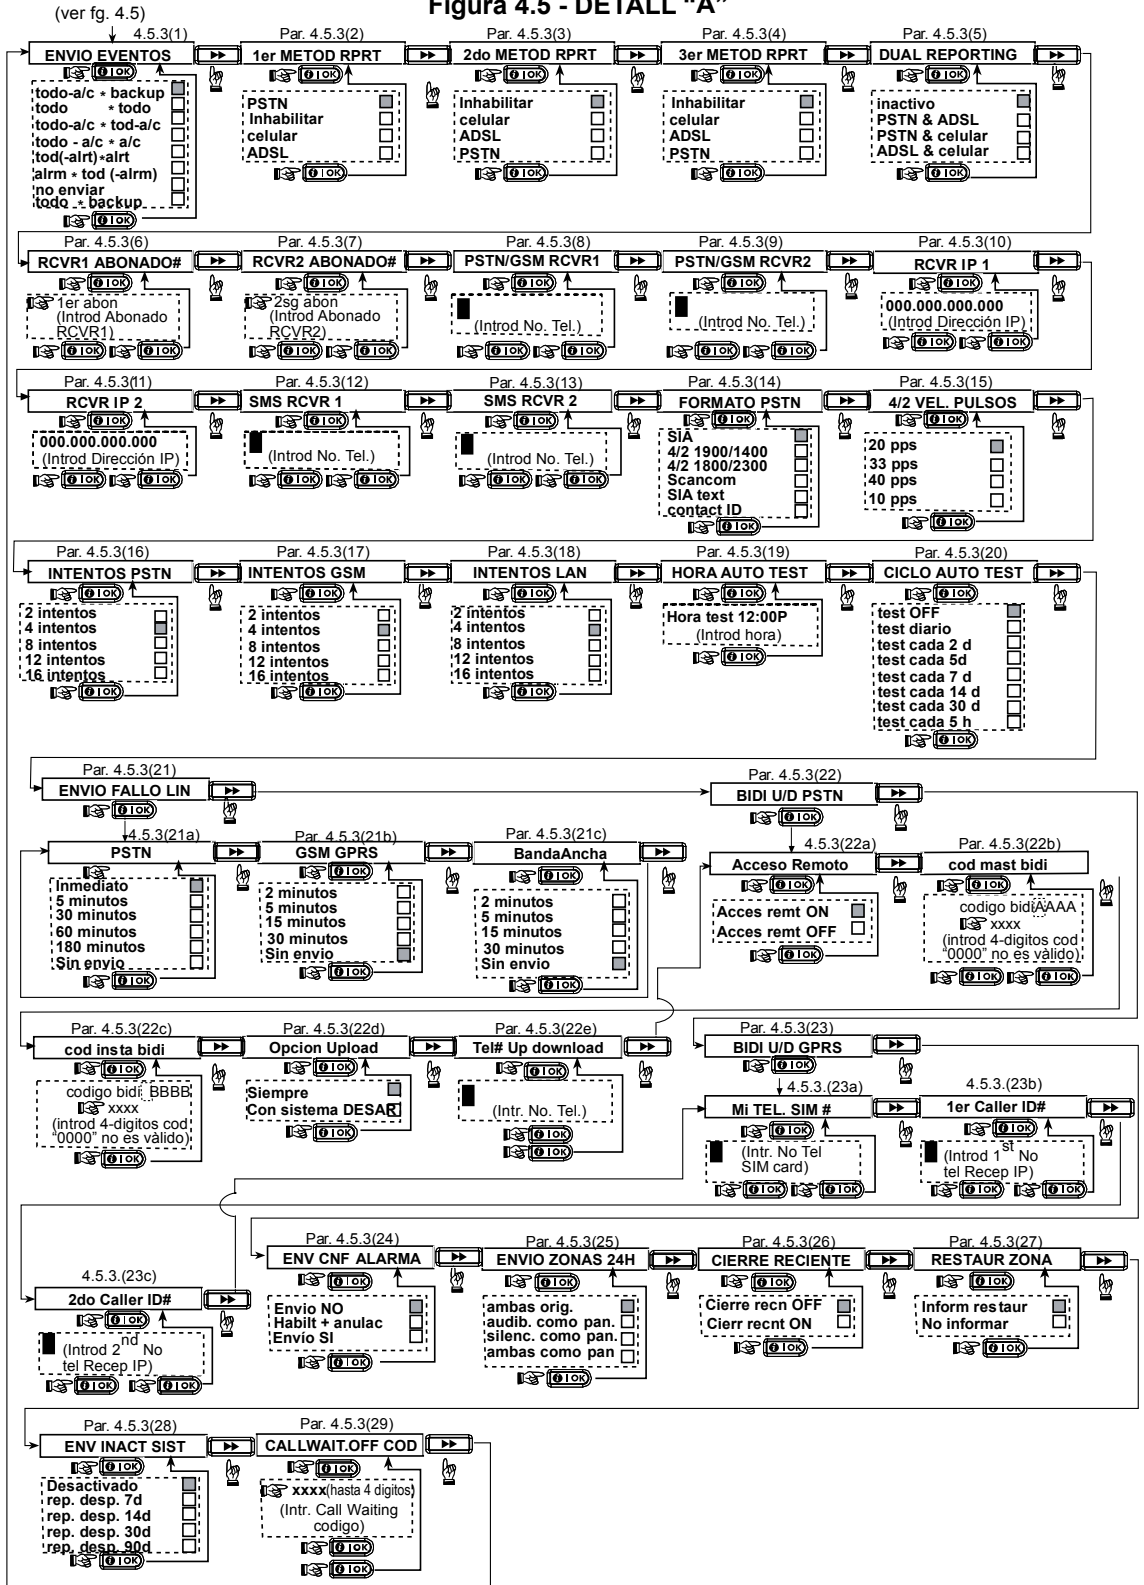 Figura 4.5 - DETALL “A”
(ver fg. 4.5)
4.5.3(1)
ENVIO EVENTOS
todo-a/c * backup
todo * todo
todo-a/c * tod-a/c
todo - a/c * a/c
tod(-alrt)*alrt
alrm * tod (-alrm)
no enviar
todo * backup
Par. 4.5.3(2)
1er METOD RPRT
PSTN
Inhabilitar
celular
ADSL
Par. 4.5.3(3)
2do METOD RPRT
Inhabilitar
celular
ADSL
PSTN
Par. 4.5.3(4)
3er METOD RPRT
Inhabilitar
celular
ADSL
PSTN
Par. 4.5.3(5)
DUAL REPORTING
inactivo
PSTN & ADSL
PSTN & celular
ADSL & celular
Par. 4.5.3(6)
RCVR1 ABONADO#
1er abon
(Introd Abonado
RCVR1)
Par. 4.5.3(7)
RCVR2 ABONADO#
2sg abon
(Introd Abonado
RCVR2)
Par. 4.5.3(8)
PSTN/GSM RCVR1
(Introd No. Tel.)
Par. 4.5.3(9)
PSTN/GSM RCVR2
(Introd No. Tel.)
Par. 4.5.3(10)
RCVR IP 1
000.000.000.000
(Introd Dirección IP)
Par. 4.5.3(11)
RCVR IP 2
000.000.000.000
(Introd Dirección IP)
Par. 4.5.3(12)
SMS RCVR 1
(Introd No. Tel.)
Par. 4.5.3(13)
SMS RCVR 2
(Introd No. Tel.)
Par. 4.5.3(14)
FORMATO PSTN
SIA
4/2 1900/1400
4/2 1800/2300
Scancom
SIA text
contact ID
Par. 4.5.3(15)
4/2 VEL. PULSOS
20 pps
33 pps
40 pps
10 pps
Par. 4.5.3(16)
INTENTOS PSTN
2 intentos
4 intentos
8 intentos
12 intentos
16 intentos
Par. 4.5.3(17)
INTENTOS GSM
2 intentos
4 intentos
8 intentos
12 intentos
16 intentos
Par. 4.5.3(18)
INTENTOS LAN
2 intentos
4 intentos
8 intentos
12 intentos
16 intentos
Par. 4.5.3(19)
HORA AUTO TEST
Hora test 12:00P
(Introd hora)
Par. 4.5.3(20)
CICLO AUTO TEST
test OFF
test diario
test cada 2 d
test cada 5d
test cada 7 d
test cada 14 d
test cada 30 d
test cada 5 h
Par. 4.5.3(21)
ENVIO FALLO LIN
4.5.3(21a)
PSTN
Inmediato
5 minutos
30 minutos
60 minutos
180 minutos
Sin envio
Par. 4.5.3(21b)
GSM GPRS
2 minutos
5 minutos
15 minutos
30 minutos
Sin envio
Par. 4.5.3(21c)
BandaAncha
2 minutos
5 minutos
15 minutos
30 minutos
Sin envio
Par. 4.5.3(22)
BIDI U/D PSTN
4.5.3(22a)
Acceso Remoto
Acces remt ON
Acces remt OFF
Par. 4.5.3(22b)
cod mast bidi
codigo bidi AAAA
xxxx
(introd 4-digitos cod
“0000” no es vàlido)
Par. 4.5.3(22c)
cod insta bidi
codigo bidi BBBB
xxxx
(introd 4-digitos cod
“0000” no es vàlido)
Par. 4.5.3(22d)
Opcion Upload
Siempre
Con sistema DESAR
Par. 4.5.3(22e)
Tel# Up download
(Intr. No. Tel.)
Par. 4.5.3(23)
BIDI U/D GPRS
4.5.3.(23a)
Mi TEL. SIM #
(Intr. No Tel
SIM card)
4.5.3.(23b)
1er Caller ID#
(Introd 1st No
tel Recep IP)
4.5.3.(23c)
2do Caller ID#
(Introd 2nd No
tel Recep IP)
Par. 4.5.3(24)
ENV CNF ALARMA
Envio NO
Habilt + anulac
Envío SI
Par. 4.5.3(25)
ENVIO ZONAS 24H
ambas orig.
audib. como pan.
silenc. como pan.
ambas como pan
Par. 4.5.3(26)
CIERRE RECIENTE
Cierre recn OFF
Cierr recnt ON
Par. 4.5.3(27)
RESTAUR ZONA
Inform restaur
No informar
Par. 4.5.3(28)
ENV INACT SIST
Desactivado
rep. desp. 7d
rep. desp. 14d
rep. desp. 30d
rep. desp. 90d
Par. 4.5.3(29)
CALLWAIT.OFF COD
xxxx(hasta 4 digitos)
(Intr. Call Waiting
codigo)